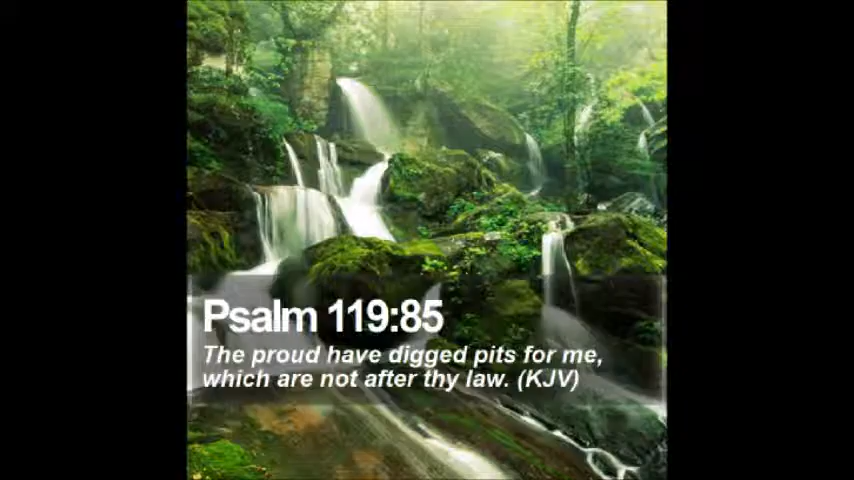 Psalm 119:85
The proud have digged pits for me,
which are not after thy law. (KJV)